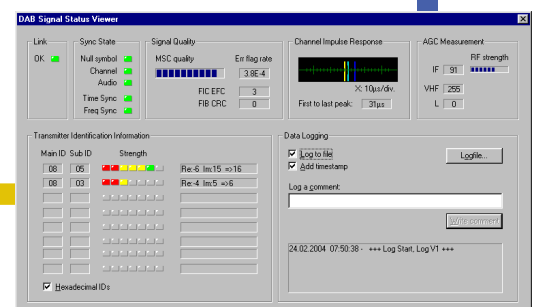 DAB Signal Status Viewer
Link
OK
Sync State
Null symbol
Channel
Audio
Time Sync
Freq Sync
Signal Quality
MSC quality Err flag rate
3.8E-4
FIC EFC 3
FIB CRC 0
Channel Impulse Response
X: 10µs/div.
First to last peak: 31µs
AGC Measurement
RF strength
IF 91
VHF 255
L 0
Transmitter Identification Information
Main ID Sub ID Strength
08 05 Re:-6 Im:15 =>16
08 03 Re:-4 Im:5 =>6
Hexadecimal IDs
Data Logging
Log to file Logfile...
Add timestamp
Log a comment:
Write comment
24.02.2004 07:50:38 - +++ Log Start, Log V1 +++